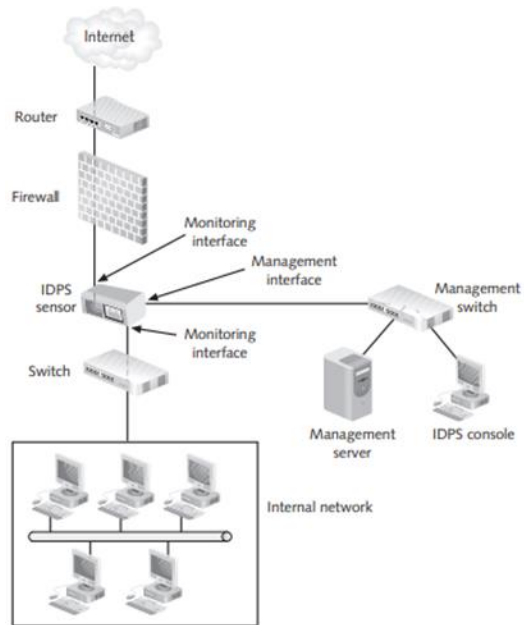 Internet
Router
Firewall
Monitoring
interface
Management
interface
IDPS
sensor
Management
switch
Monitoring
interface
Switch
Management
server
IDPS console
Internal network